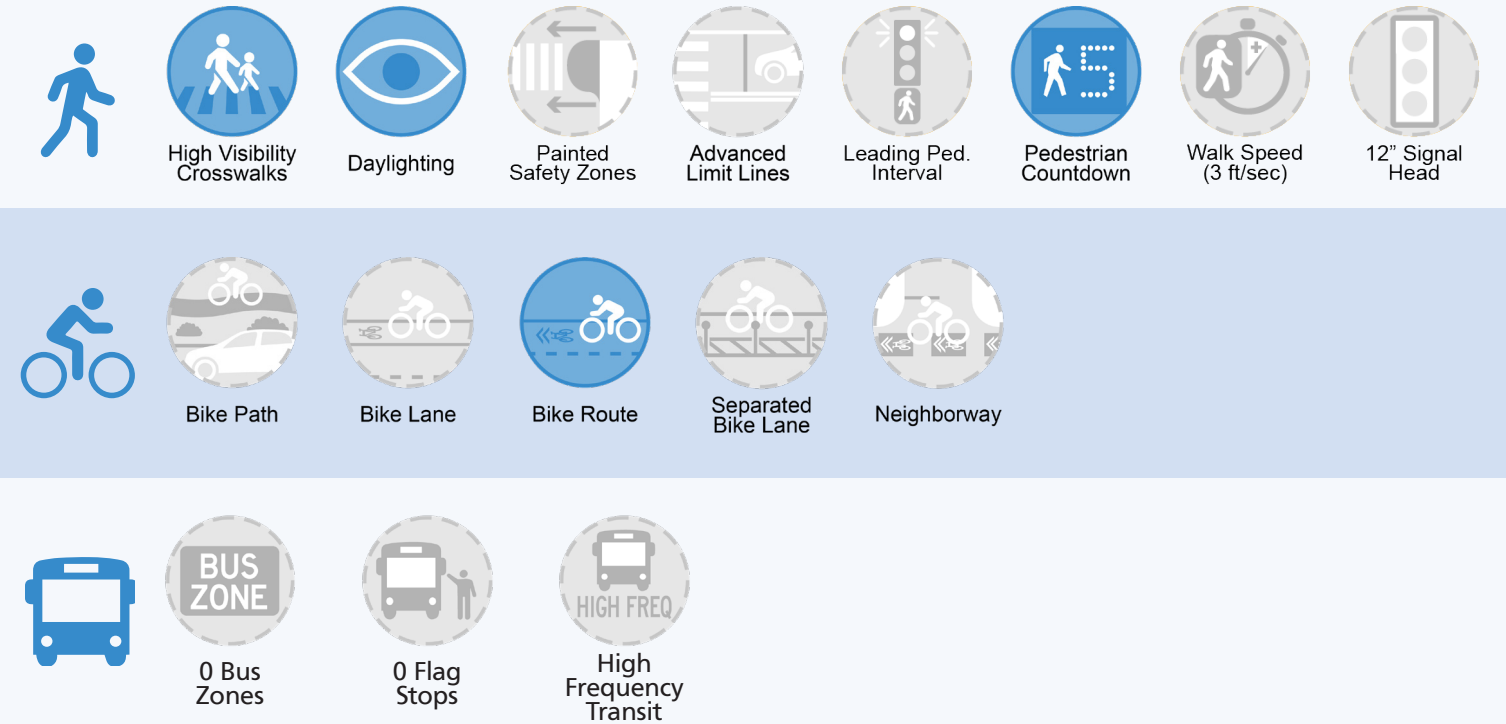 5
High Visibility
Crosswalks
Daylighting
Painted
Safety Zones
Advanced
Limit Lines
Leading Ped.
Interval
Pedestrian
Countdown
Walk Speed
(3 ft/sec)
12” Signal
Head
Bike Path
Bike Lane
Bike Route
Separated
Bike Lane
Neighborway
BUS
ZONE
HIGH FREQ
0 Bus
Zones
0 Flag
Stops
High
Frequency
Transit